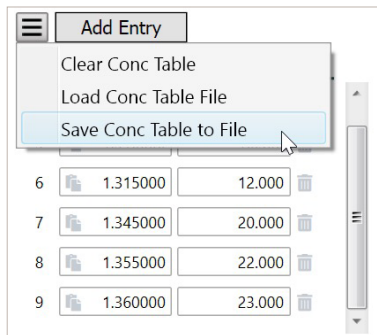 Add Entry
Clear Conc Table
Load Conc Table File
Save Conc Table to File
6 1.315000 12.000
7 1.345000 20.000
8 1.355000 22.000
9 1.360000 23.000